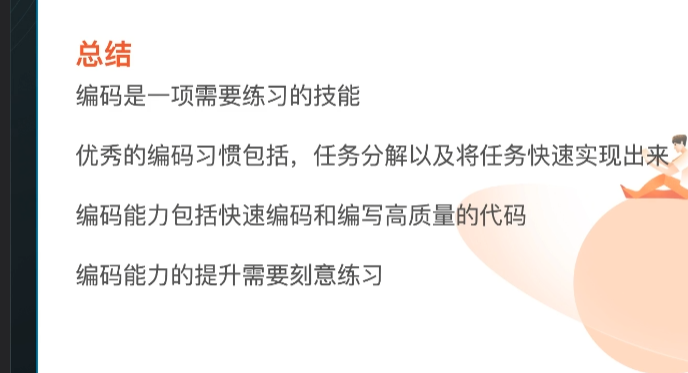 总结
编码是一项需要练习的技能
优秀的编码习惯包括，任务分解以及将任务快速实现出来
编码能力包括快速编码和编写高质量的代码
编码能力的提升需要刻意练习